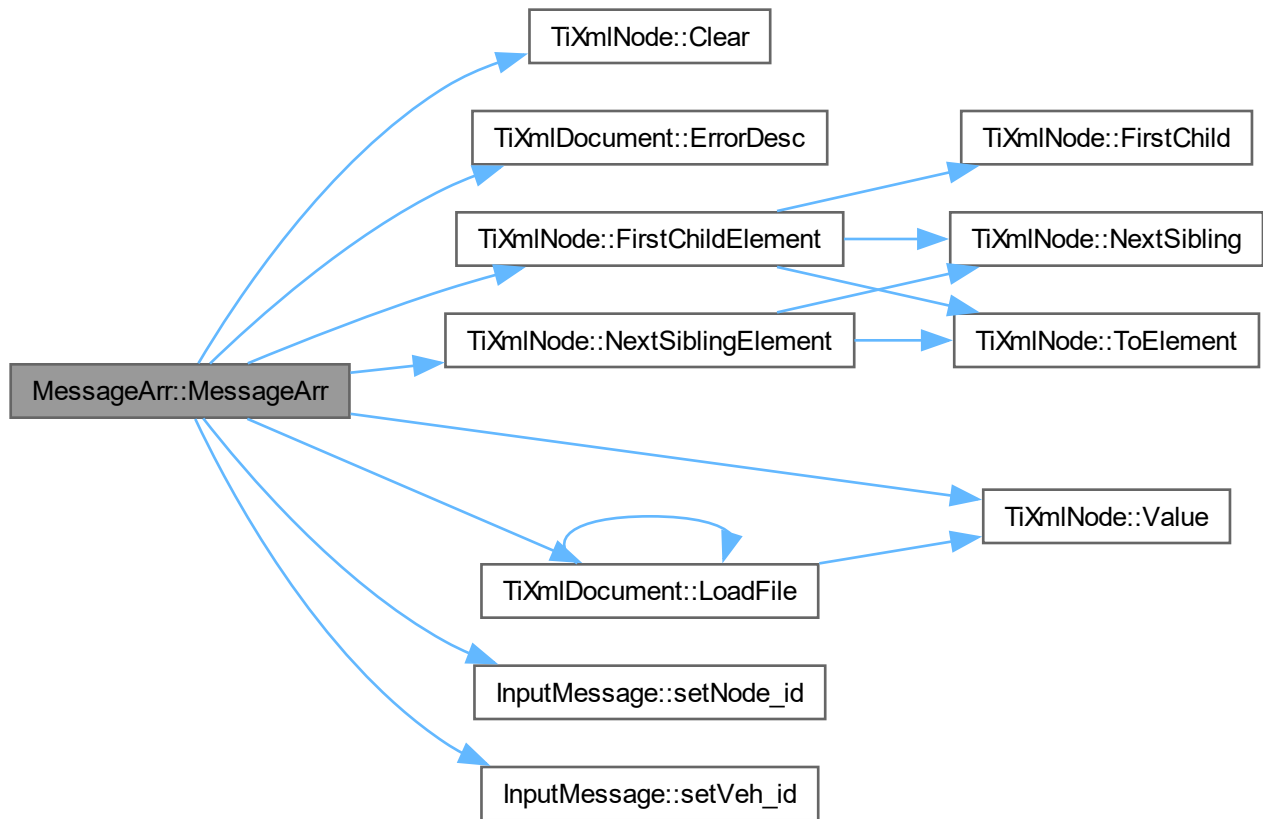 TiXmlNode::Clear
TiXmlDocument::ErrorDesc
TiXmlNode::FirstChild
TiXmlNode::FirstChildElement
TiXmlNode::NextSibling
TiXmlNode::NextSiblingElement
TiXmlNode::ToElement
MessageArr::MessageArr
TiXmlNode::Value
TiXmlDocument::LoadFile
InputMessage::setNode_id
InputMessage::setVeh_id